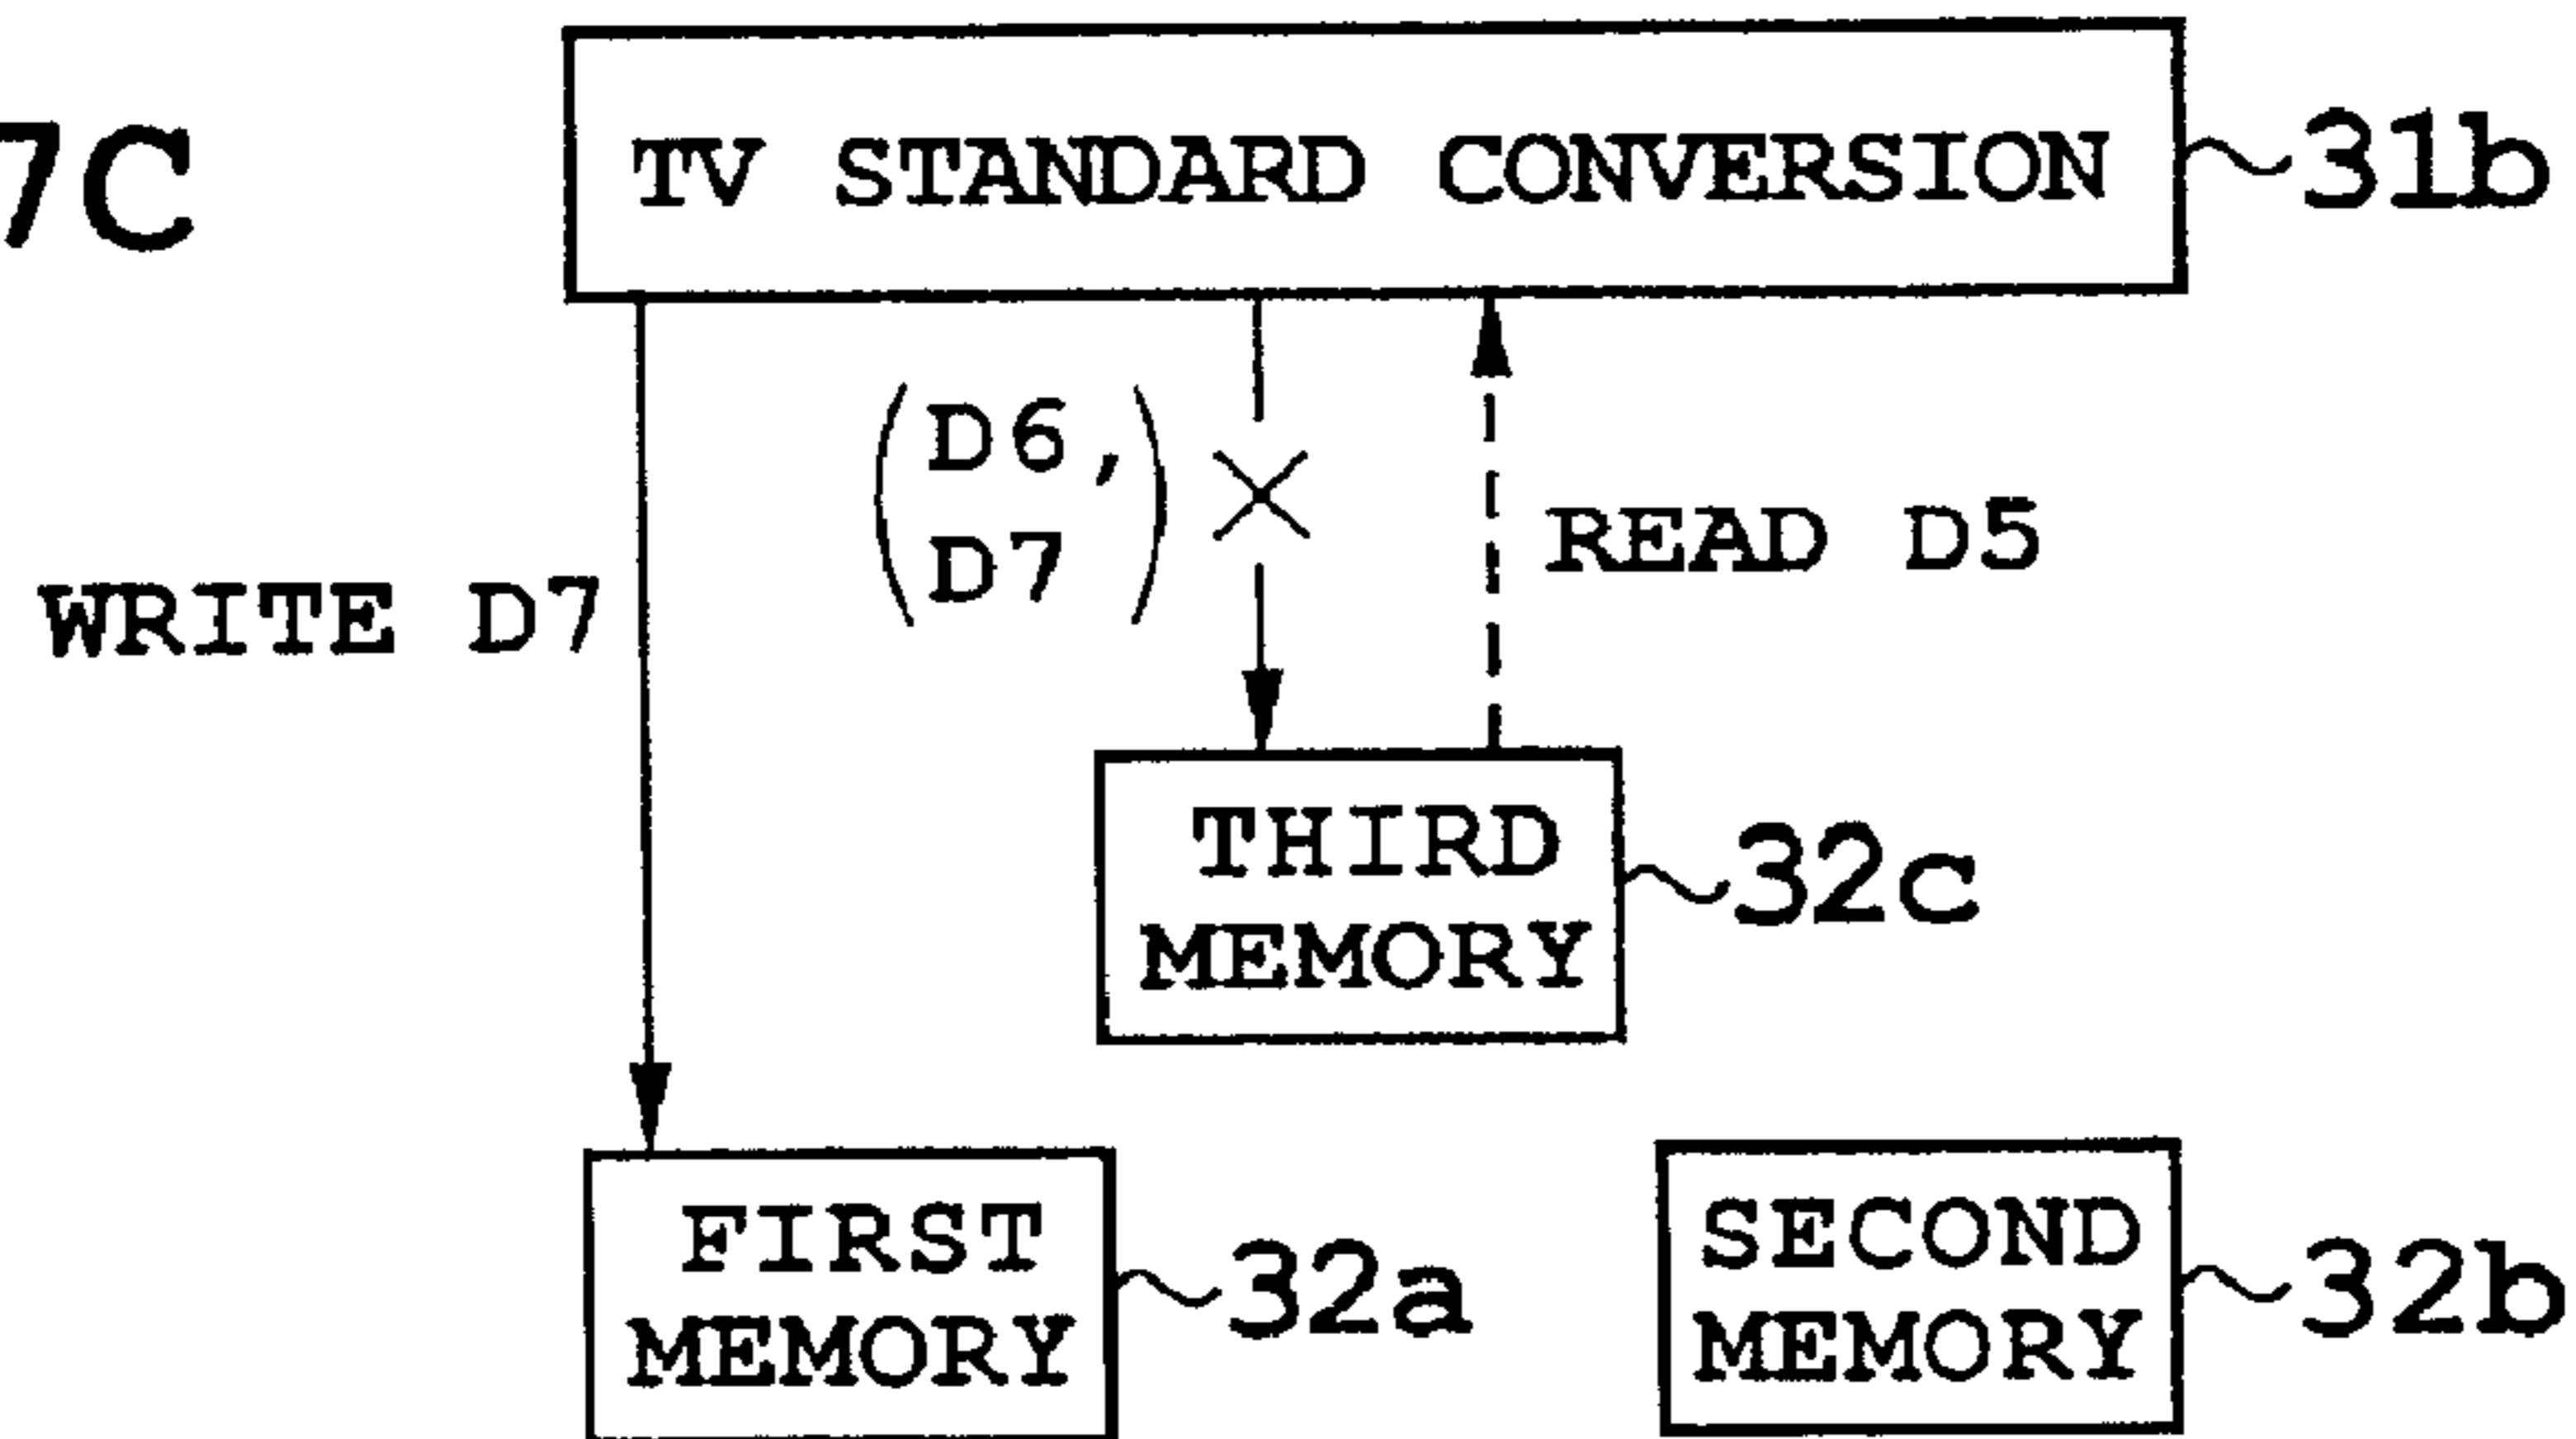 7C
TV STANDARD CONVERSION
31b
(D6,
D7)
READ D5
WRITE D7
THIRD
MEMORY
32c
FIRST
MEMORY
32a
SECOND
MEMORY
32b